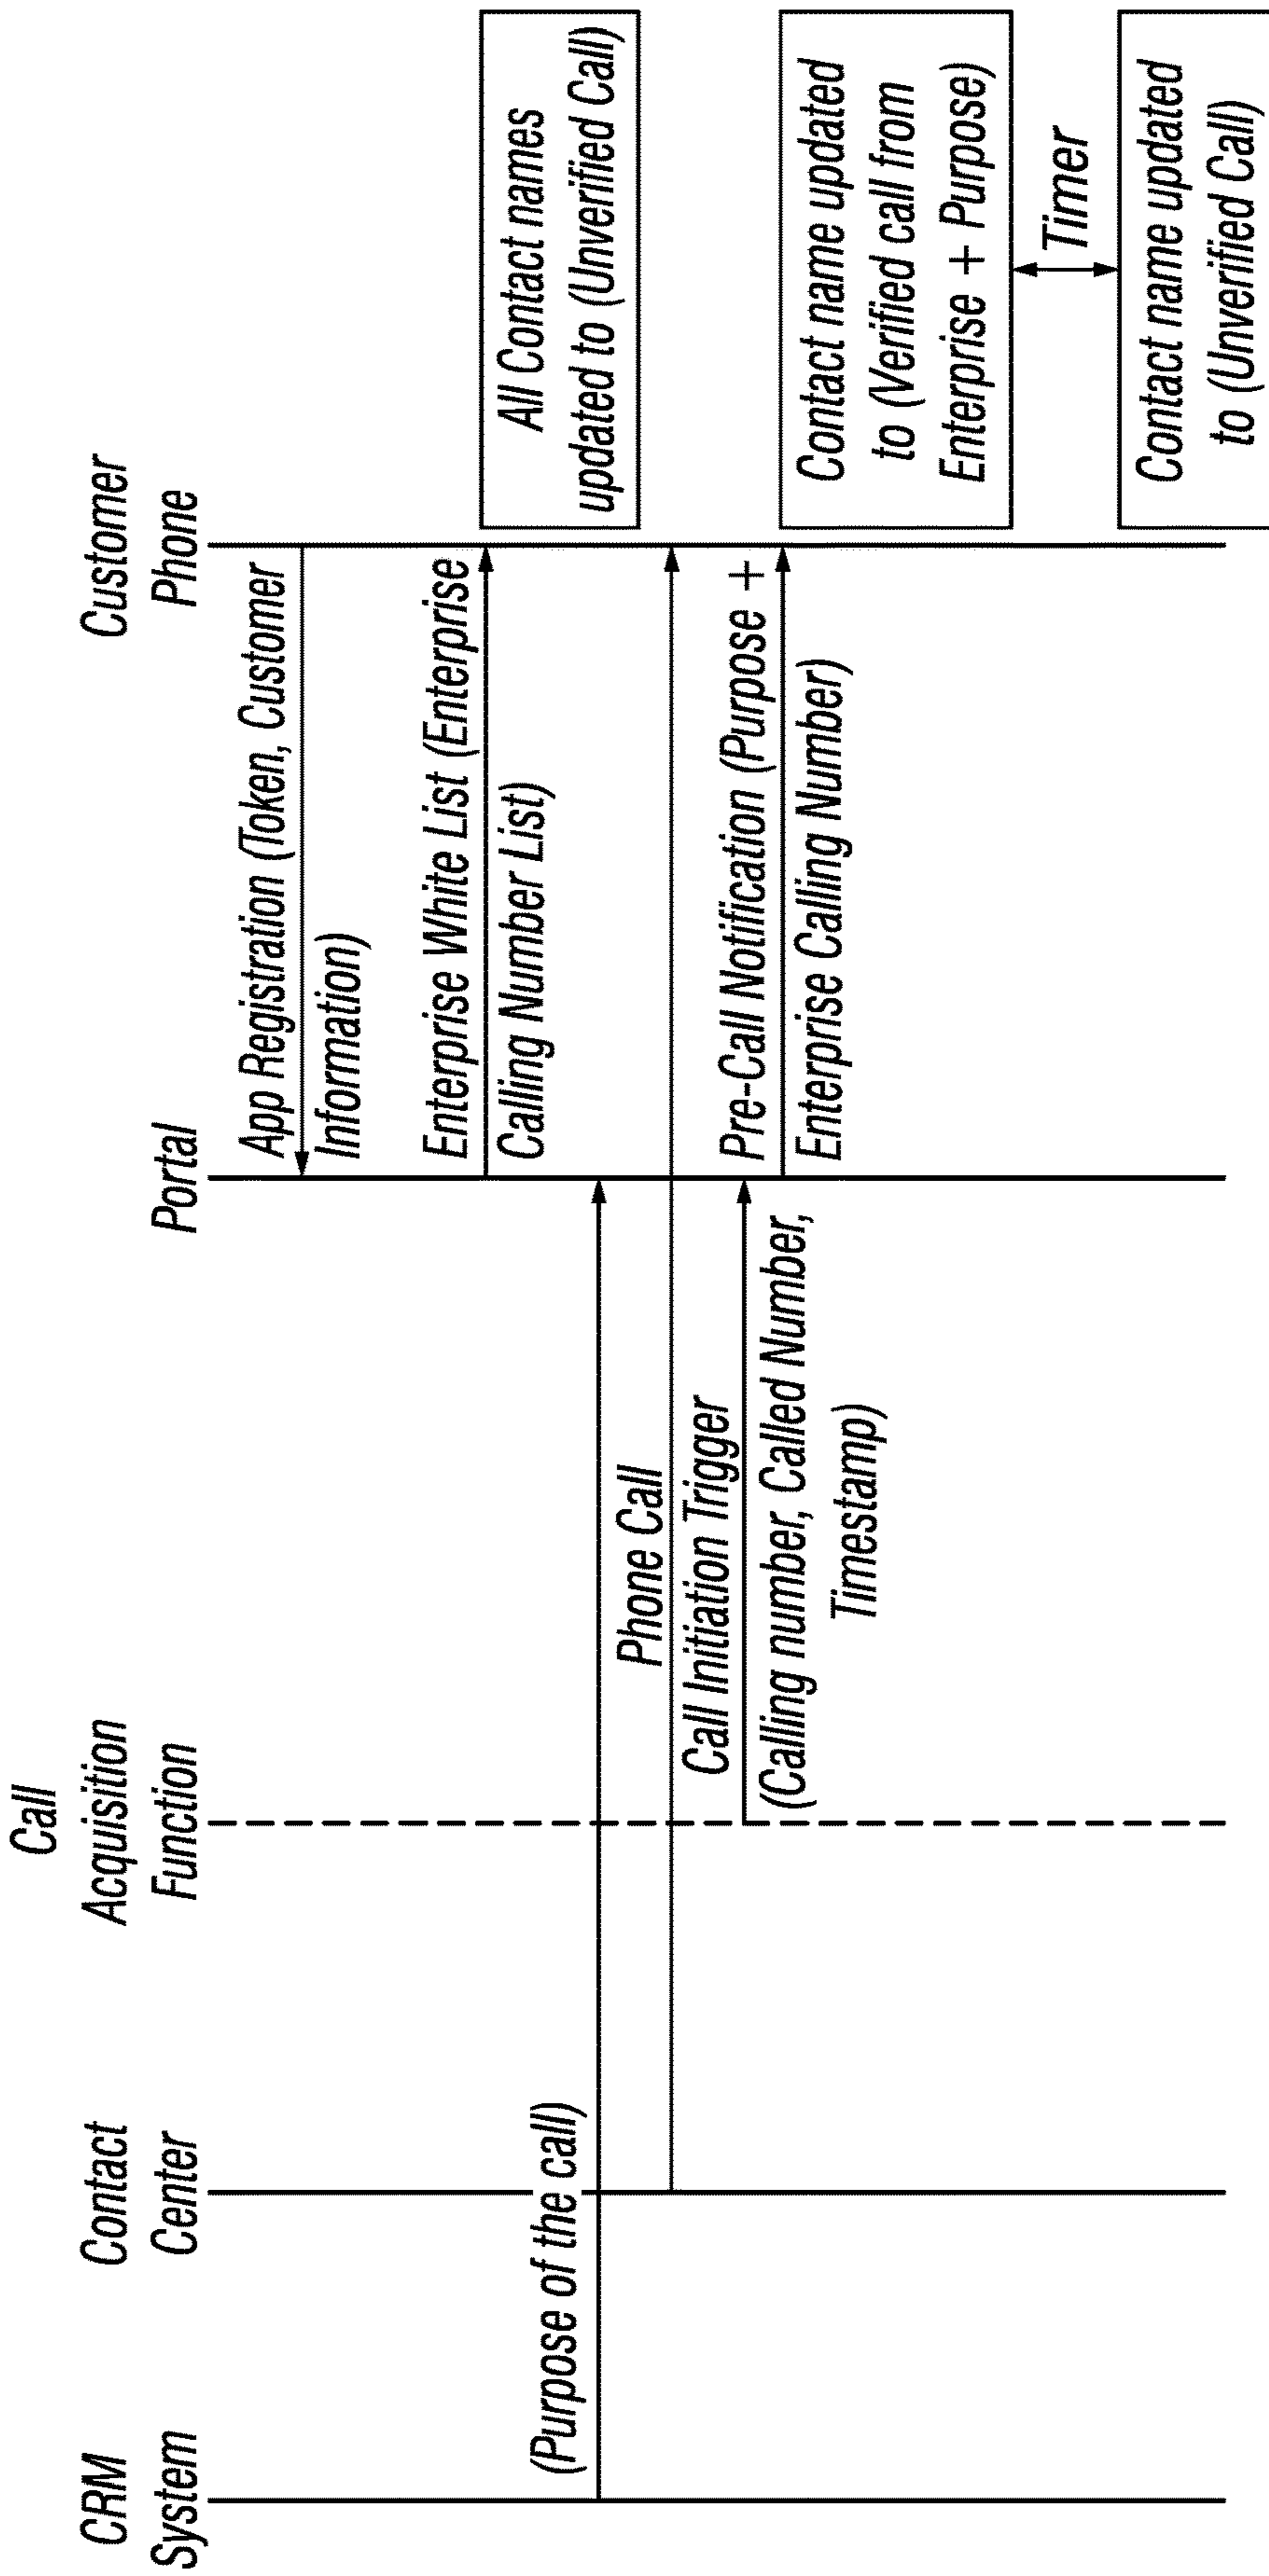 CRM
System
Contact
Center
Call
Acquisition
Function
Portal
Customer
Phone
App Registration (Token, Customer
Information)
Enterprise White List (Enterprise
Calling Number List)
All Contact names
updated to (Unverified Call)
(Purpose of the call)
Phone Call
Call Initiation Trigger
(Calling number, Called Number,
Timestamp)
Pre-Call Notification (Purpose +
Enterprise Calling Number)
Contact name updated
to (Verified call from
Enterprise + Purpose)
Timer
Contact name updated
to (Unverified Call)